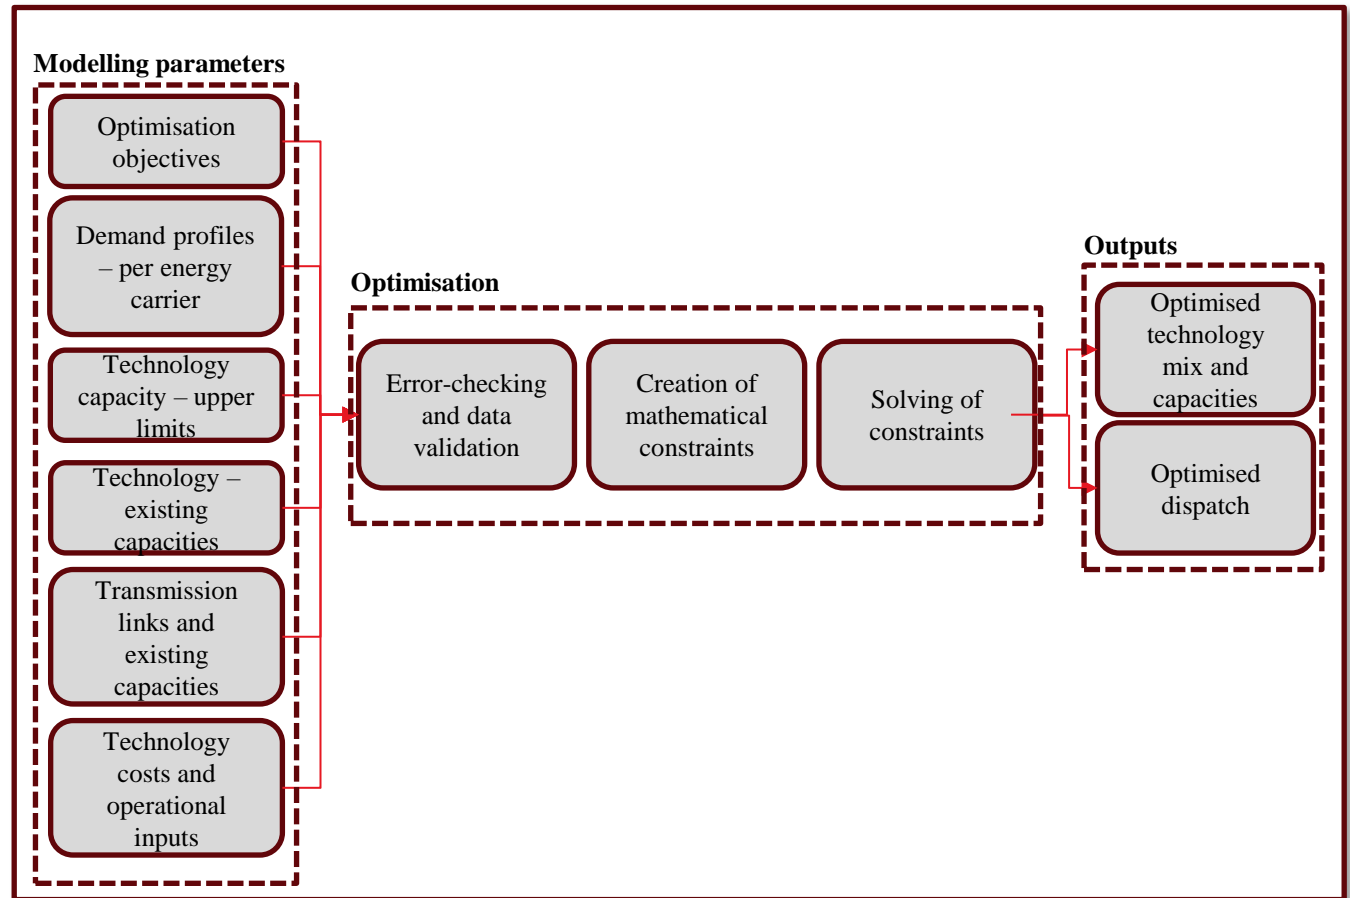 Modelling parameters
Optimisation
objectives
Demand profiles
– per energy
carrier
Technology
capacity – upper
limits
Technology –
existing
capacities
Transmission
links and
existing
capacities
Technology
costs and
operational
inputs
Optimisation
Error-checking
and data
validation
Creation of
mathematical
constraints
Solving of
constraints
Outputs
Optimised
technology
mix and
capacities
Optimised
dispatch